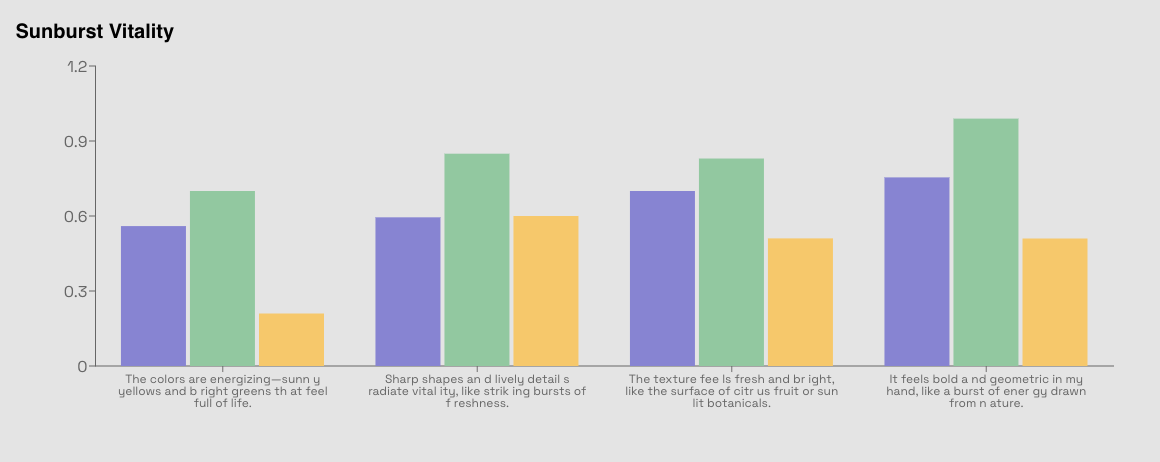 Sunburst Vitality
1.2
0.9
0.6
0.3
0
The colors are energizing—sunn y
yellows and b right greens th at feel
full of life.
Sharp shapes an d lively detail s
radiate vital ity, like strik ing bursts of
f reshness.
The texture fee ls fresh and br ight,
like the surface of citr us fruit or sun
lit botanicals.
It feels bold a nd geometric in my
hand, like a burst of ener gy drawn
from n ature.